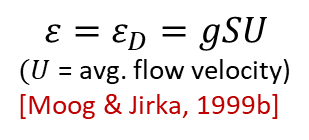 ε = ε_D = gSU
(U = avg. flow velocity)
[Moog & Jirka, 1999b]